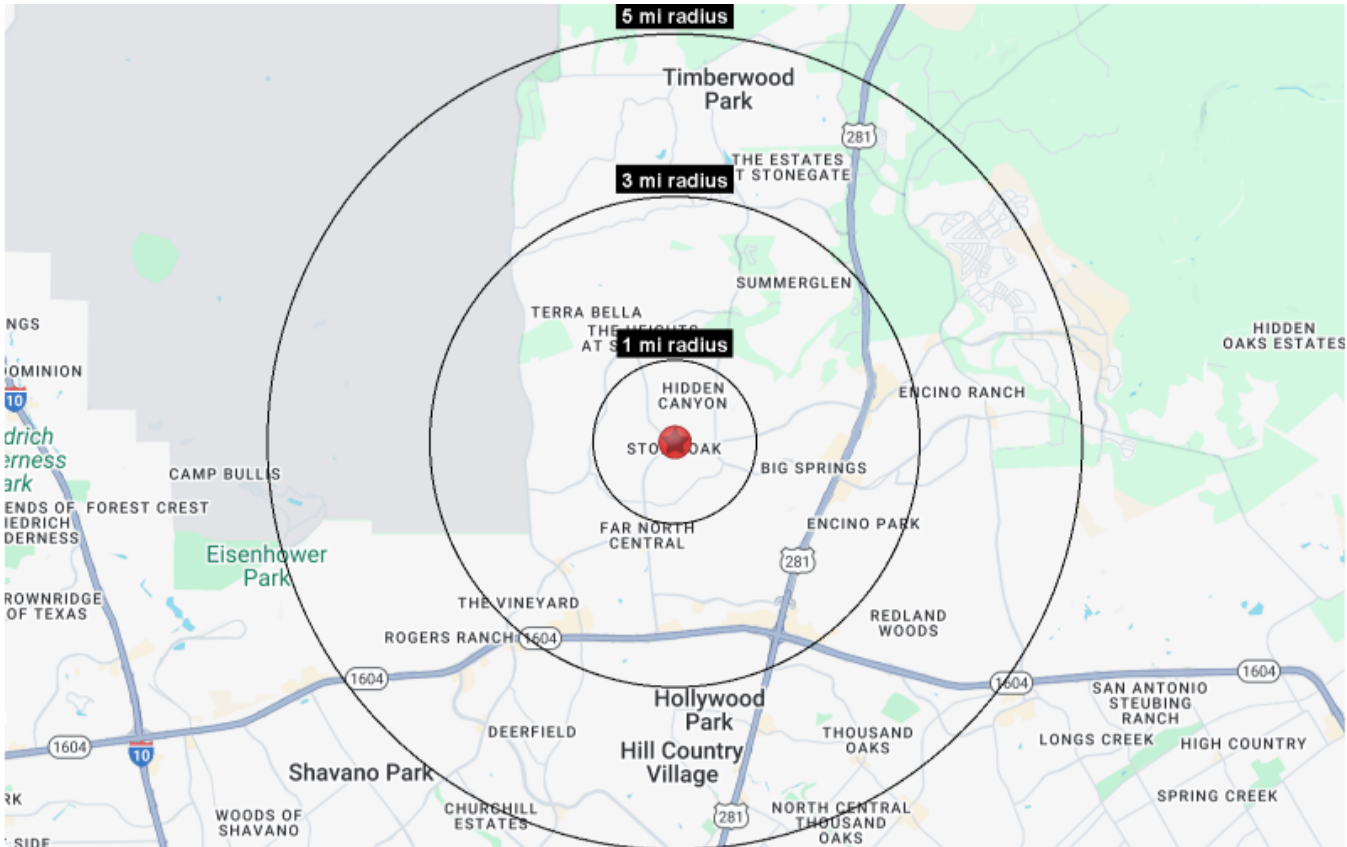 5 mi radius
Timberwood
Park
281
THE ESTATES
T STONEGATE
3 mi radius
SUMMERGLEN
TERRA BELLA
THE HEIGHTS
AT S
1 mi radius
NGS
HIDDEN
OAKS ESTATES
OMINION
10
HIDDEN
CANYON
ENCINO RANCH
drich
erness
ark
STO OAK
BIG SPRINGS
CAMP BULLIS
ENDS OF
IEDRICH
DERNESS
FOREST CREST
FAR NORTH
CENTRAL
ENCINO PARK
Eisenhower
Park
281
ROWNRIDGE
OF TEXAS
THE VINEYARD
REDLAND
WOODS
ROGERS RANCH
1604
1604
1604
1604
SAN ANTONIO
STEUBING
RANCH
Hollywood
Park
DEERFIELD
THOUSAND
OAKS
LONGS CREEK
HIGH COUNTRY
1604
10
Hill Country
Village
Shavano Park
SPRING CREEK
RK
WOODS OF
SHAVANO
CHURCHILL
ESTATES
281
NORTH CENTRAL
THOUSAND
OAKS
SIDE